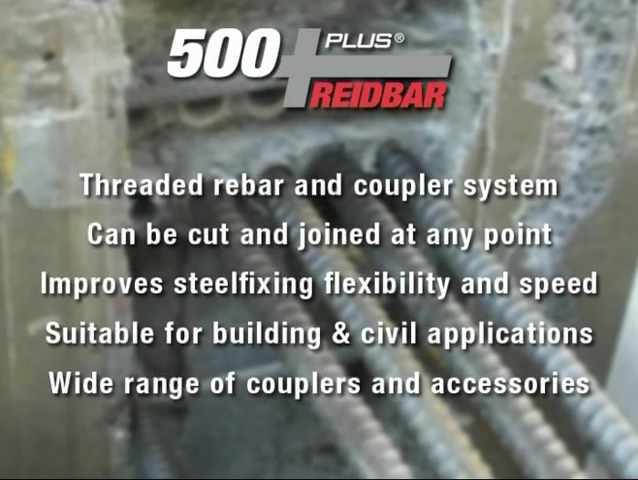 500 PLUS®
REIDBAR
Threaded rebar and coupler system
Can be cut and joined at any point
Improves steelfixing flexibility and speed
Suitable for building & civil applications
Wide range of couplers and accessories